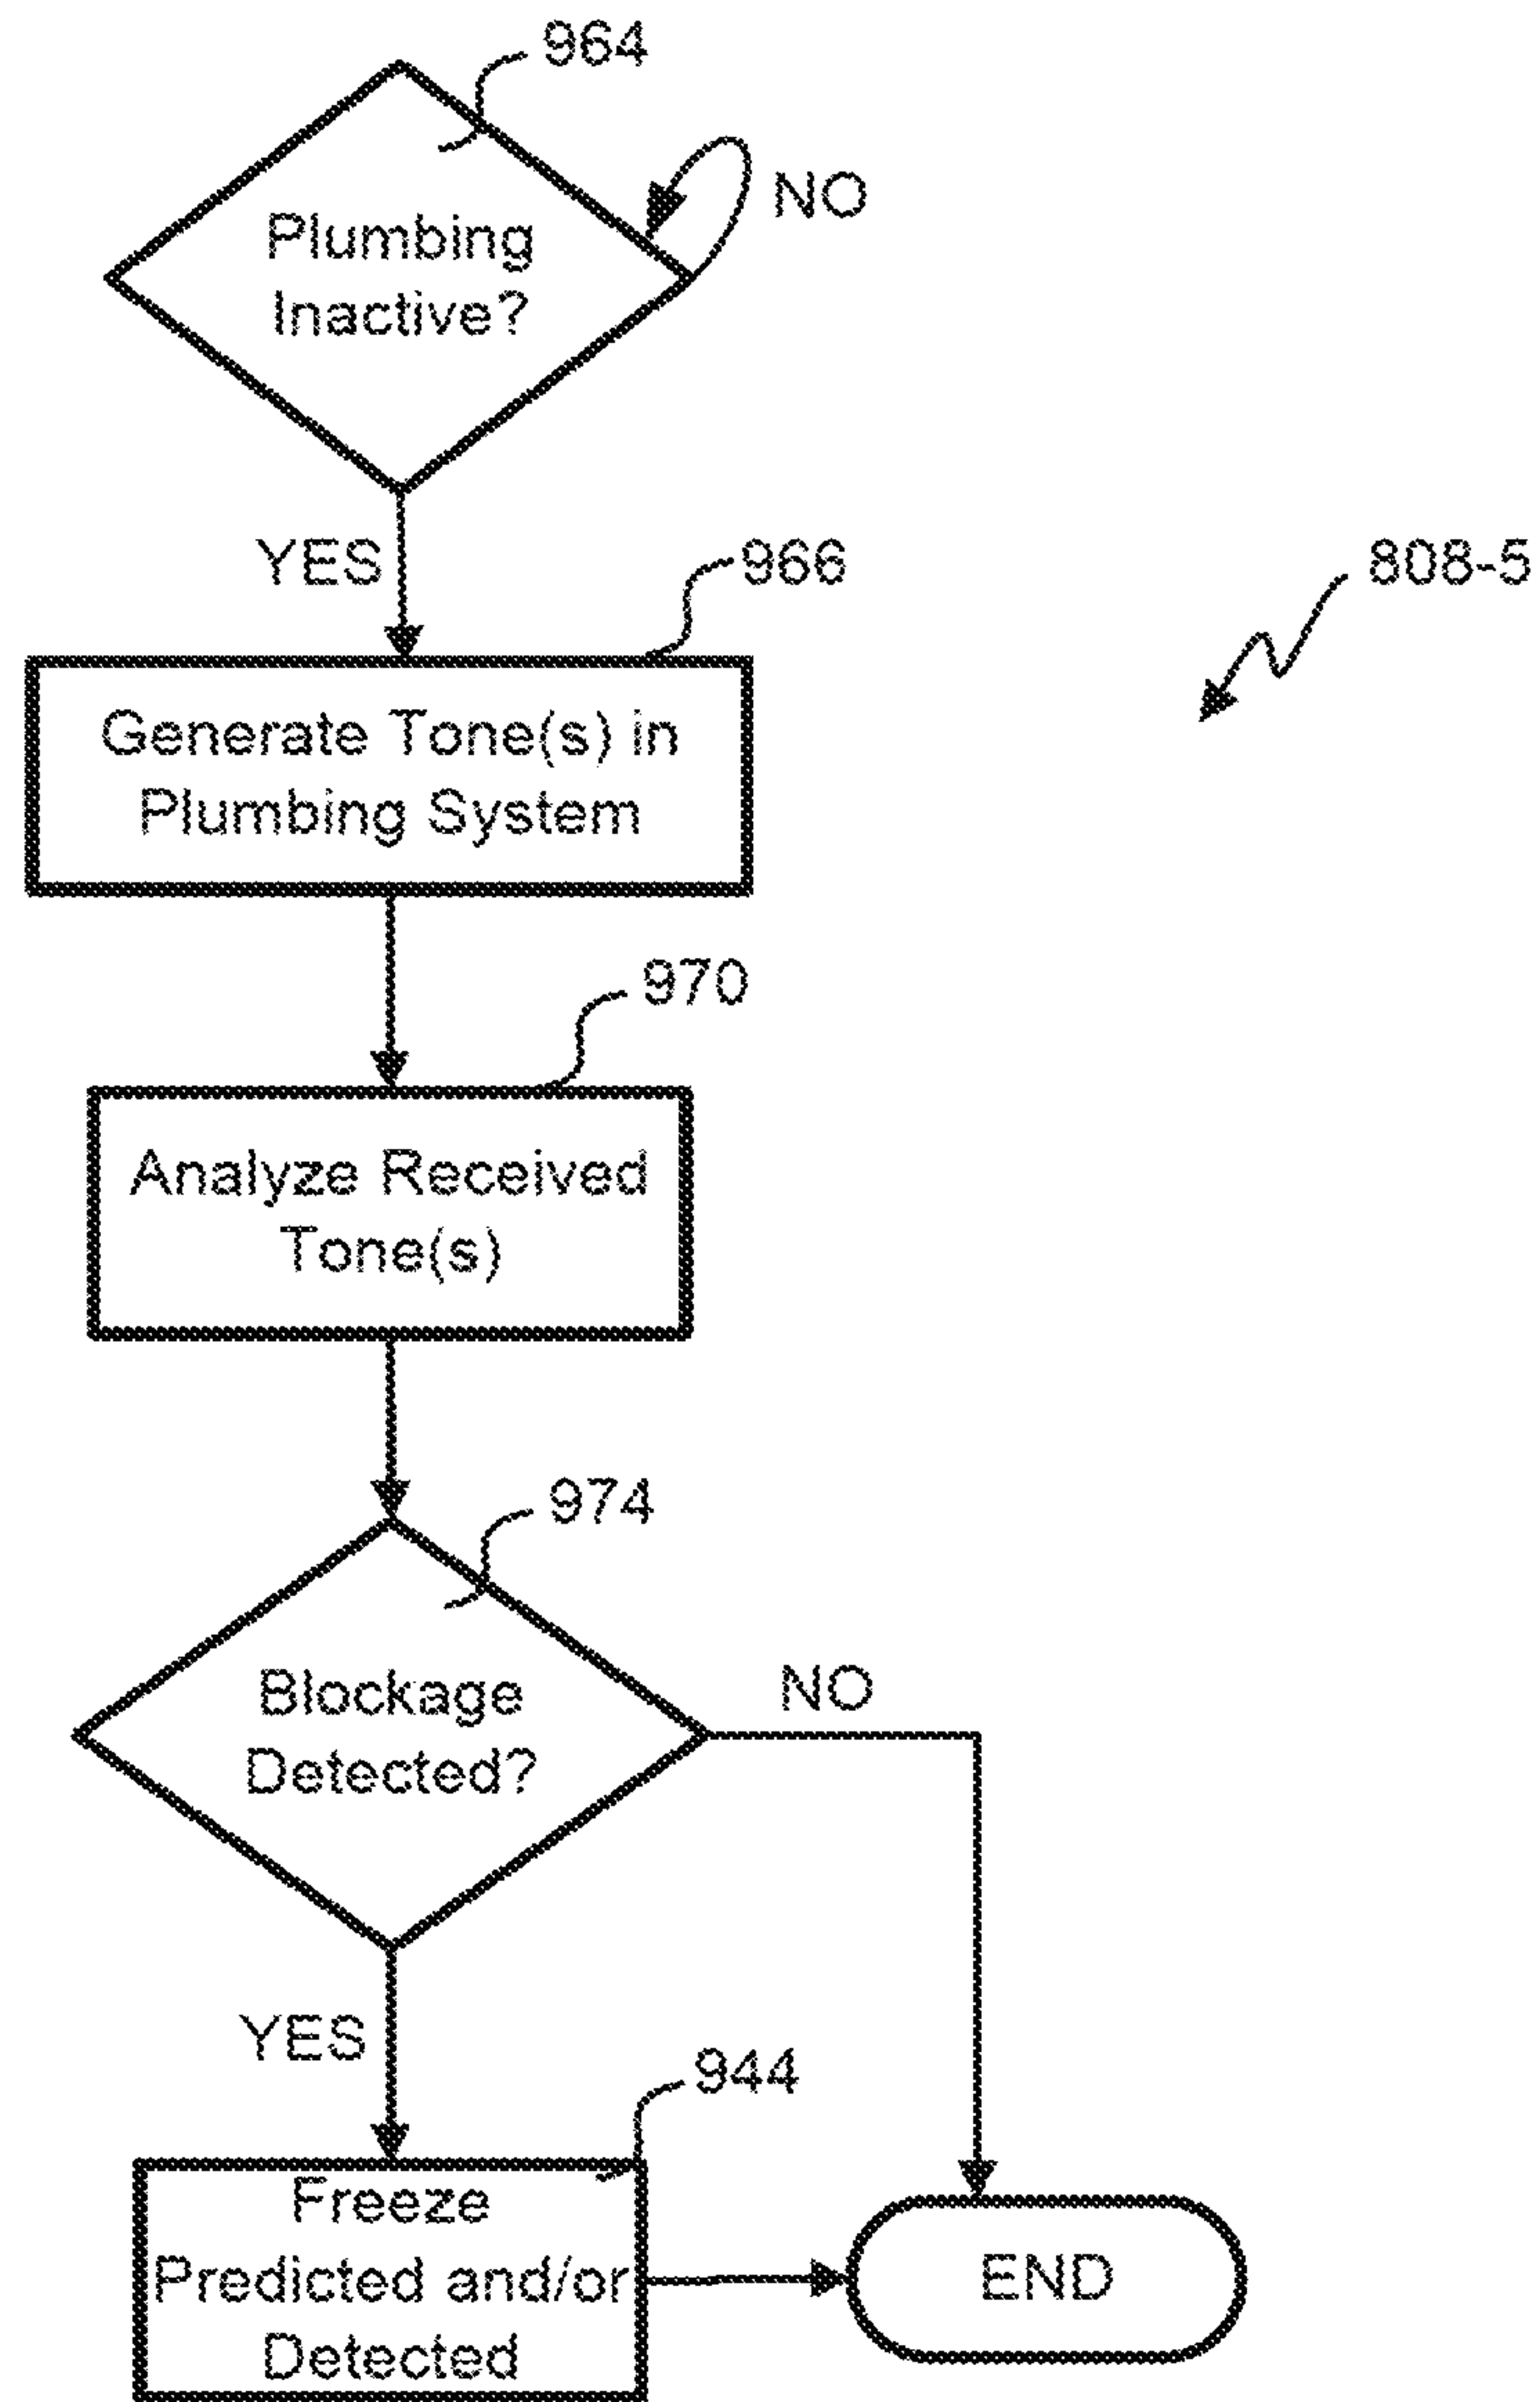 964
NO
Plumbing
Inactive?
YES
966
808-5
Generate Tone(s) in
Plumbing System
970
Analyze Received
Tone(s)
974
Blockage
Detected?
NO
YES
944
Freeze
Predicted and/or
Detected
END